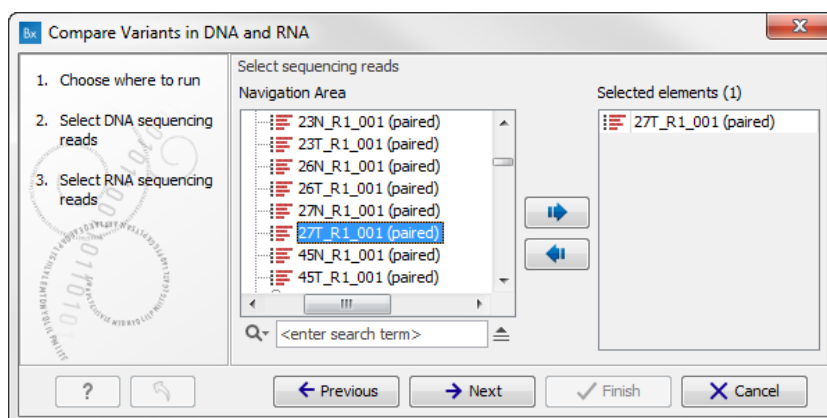 Bx Compare Variants in DNA and RNA
x
1. Choose where to run
2. Select DNA sequencing
reads
3. Select RNA sequencing
reads
Select sequencing reads
Navigation Area
23N_R1_001 (paired)
23T_R1_001 (paired)
26N_R1_001 (paired)
26T_R1_001 (paired)
27N_R1_001 (paired)
27T_R1_001 (paired)
45N_R1_001 (paired)
45T_R1_001 (paired)
<enter search term>
Selected elements (1)
27T_R1_001 (paired)
?
Previous
Next
Finish
Cancel